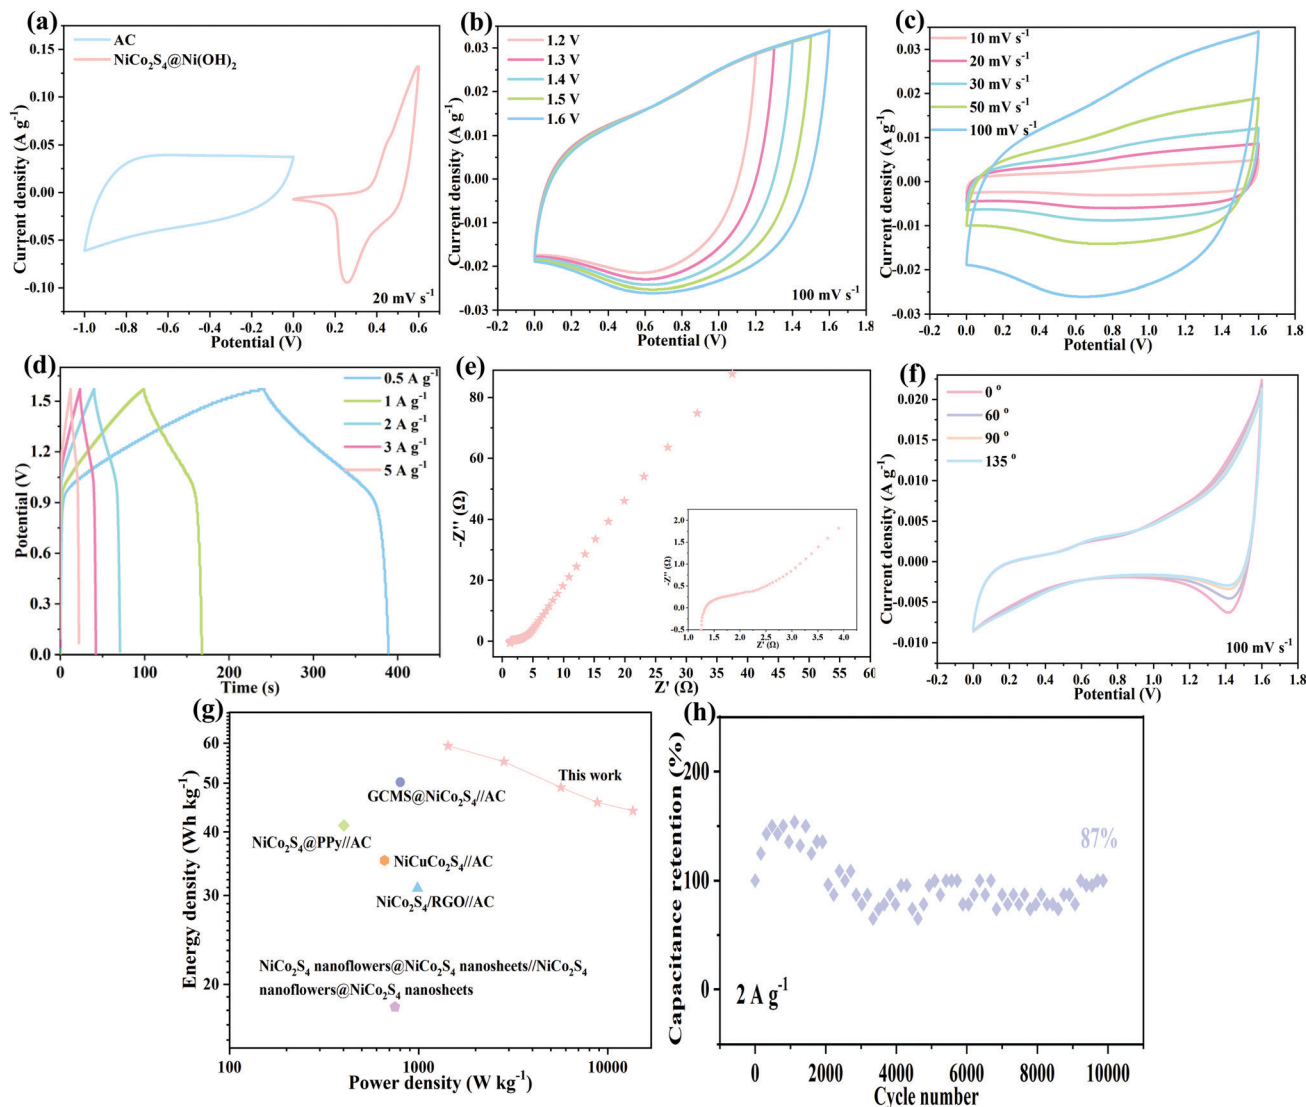 (a)
AC
NiCo₂S₄@Ni(OH)₂
Current density (A g⁻¹)
0.15
0.10
0.05
0.00
-0.05
-0.10
-1.0 -0.8 -0.6 -0.4 -0.2 0.0 0.2 0.4 0.6
Potential (V)
20 mV s⁻¹
(b)
1.2 V
1.3 V
1.4 V
1.5 V
1.6 V
Current density (A g⁻¹)
0.03
0.02
0.01
0.00
-0.01
-0.02
-0.03
0.0 0.2 0.4 0.6 0.8 1.0 1.2 1.4 1.6 1.8
Potential (V)
100 mV s⁻¹
(c)
10 mV s⁻¹
20 mV s⁻¹
30 mV s⁻¹
50 mV s⁻¹
100 mV s⁻¹
Current density (A g⁻¹)
0.03
0.02
0.01
0.00
-0.01
-0.02
-0.03
0.0 0.2 0.4 0.6 0.8 1.0 1.2 1.4 1.6 1.8
Potential (V)
(d)
0.5 A g⁻¹
1 A g⁻¹
2 A g⁻¹
3 A g⁻¹
5 A g⁻¹
Potential (V)
1.5
1.2
0.9
0.6
0.3
0.0
0 100 200 300 400
Time (s)
(e)
-Z'' (Ω)
80
60
40
20
0
0 5 10 15 20 25 30 35 40 45 50 55 60
Z' (Ω)
-Z'' (Ω)
2.0
1.5
1.0
0.5
0.0
-0.5
1.0 1.5 2.0 2.5 3.0 3.5 4.0
Z' (Ω)
(f)
0 °
60 °
90 °
135 °
Current density (A g⁻¹)
0.020
0.015
0.010
0.005
0.000
-0.005
-0.010
0.0 0.2 0.4 0.6 0.8 1.0 1.2 1.4 1.6 1.8
Potential (V)
100 mV s⁻¹
(g)
Energy density (Wh kg⁻¹)
60
50
40
30
20
This work
GCMS@NiCo₂S₄//AC
NiCo₂S₄@PPy//AC
NiCuCo₂S₄//AC
NiCo₂S₄/RGO//AC
NiCo₂S₄ nanoflowers@NiCo₂S₄ nanosheets//NiCo₂S₄
nanoflowers@NiCo₂S₄ nanosheets
100 1000 10000
Power density (W kg⁻¹)
(h)
Capacitance retention (%)
200
100
0
87%
2 A g⁻¹
0 2000 4000 6000 8000 10000
Cycle number